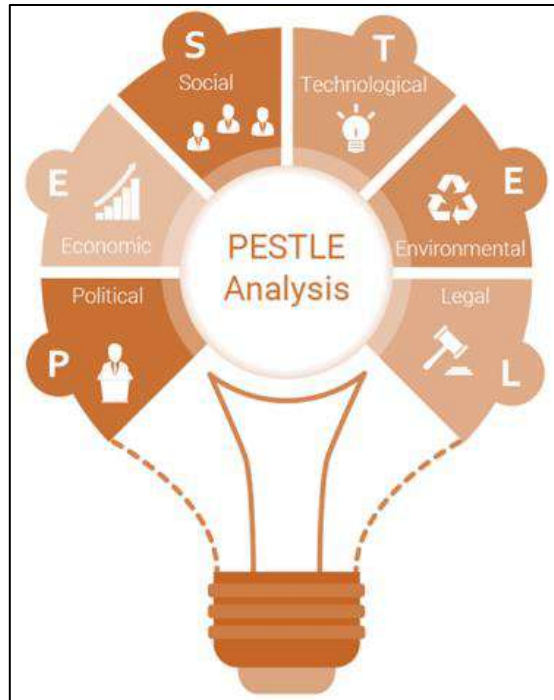 S
Social
T
Technological
E
Economic
E
Environmental
PESTLE
Analysis
Political
P
Legal
L